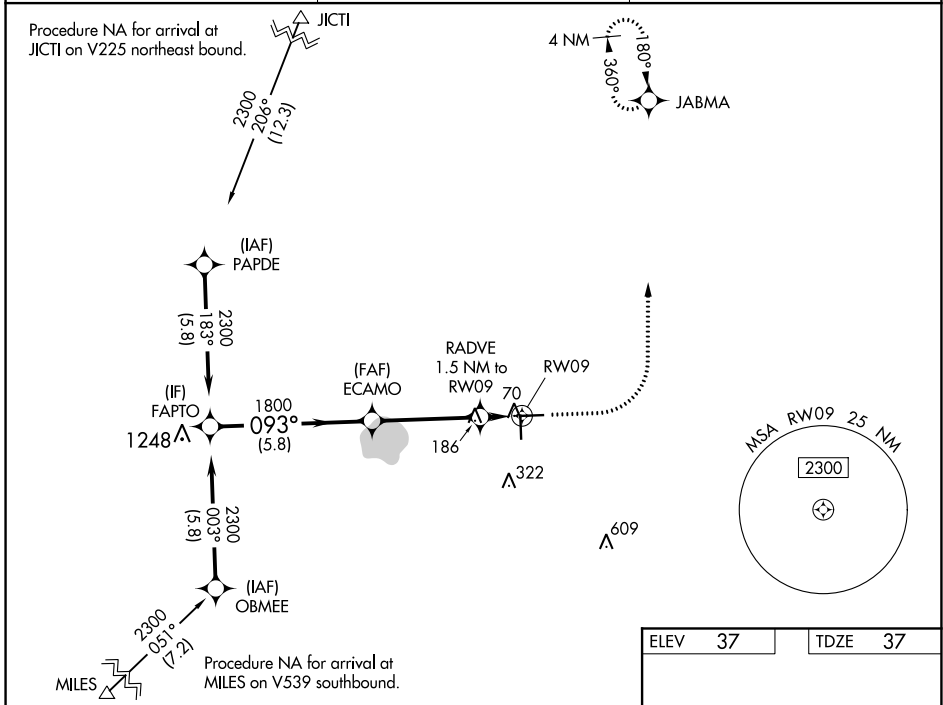 Procedure NA for arrival at
JICTI on V225 northeast bound.
JICTI
2300
206°
(12.3)
4 NM
360°
180°
JABMA
(IAF)
PAPDE
2300
183°
(5.8)
(IF)
FAPTO
1248
1800
093°
(5.8)
(FAF)
ECAMO
RADVE
1.5 NM to
RW09
186
70
RW09
322
609
2300
003°
(5.8)
(IAF)
OBMEE
2300
051°
(7.2)
MILES
Procedure NA for arrival at
MILES on V539 southbound.
MSA RW09 25 NM
2300
ELEV 37
TDZE 37